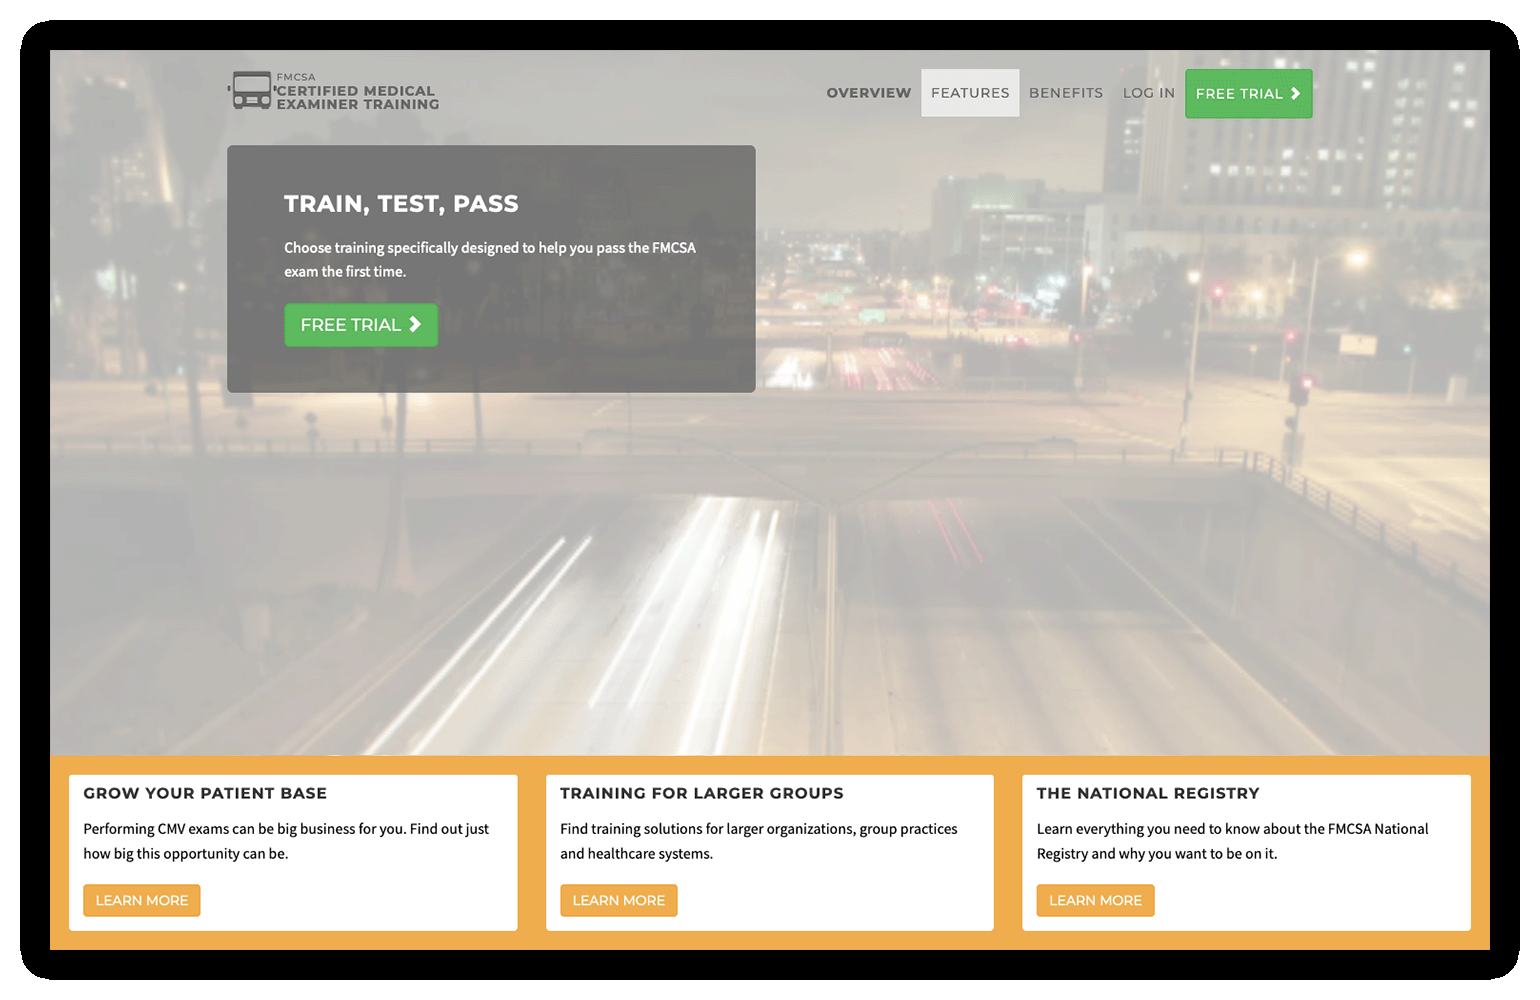 FMCSA
CERTIFIED MEDICAL
EXAMINER TRAINING
OVERVIEW FEATURES BENEFITS LOG IN FREE TRIAL
TRAIN, TEST, PASS
Choose training specifically designed to help you pass the FMCSA
exam the first time.
FREE TRIAL
GROW YOUR PATIENT BASE
Performing CMV exams can be big business for you. Find out just
how big this opportunity can be.
LEARN MORE
TRAINING FOR LARGER GROUPS
Find training solutions for larger organizations, group practices
and healthcare systems.
LEARN MORE
THE NATIONAL REGISTRY
Learn everything you need to know about the FMCSA National
Registry and why you want to be on it.
LEARN MORE